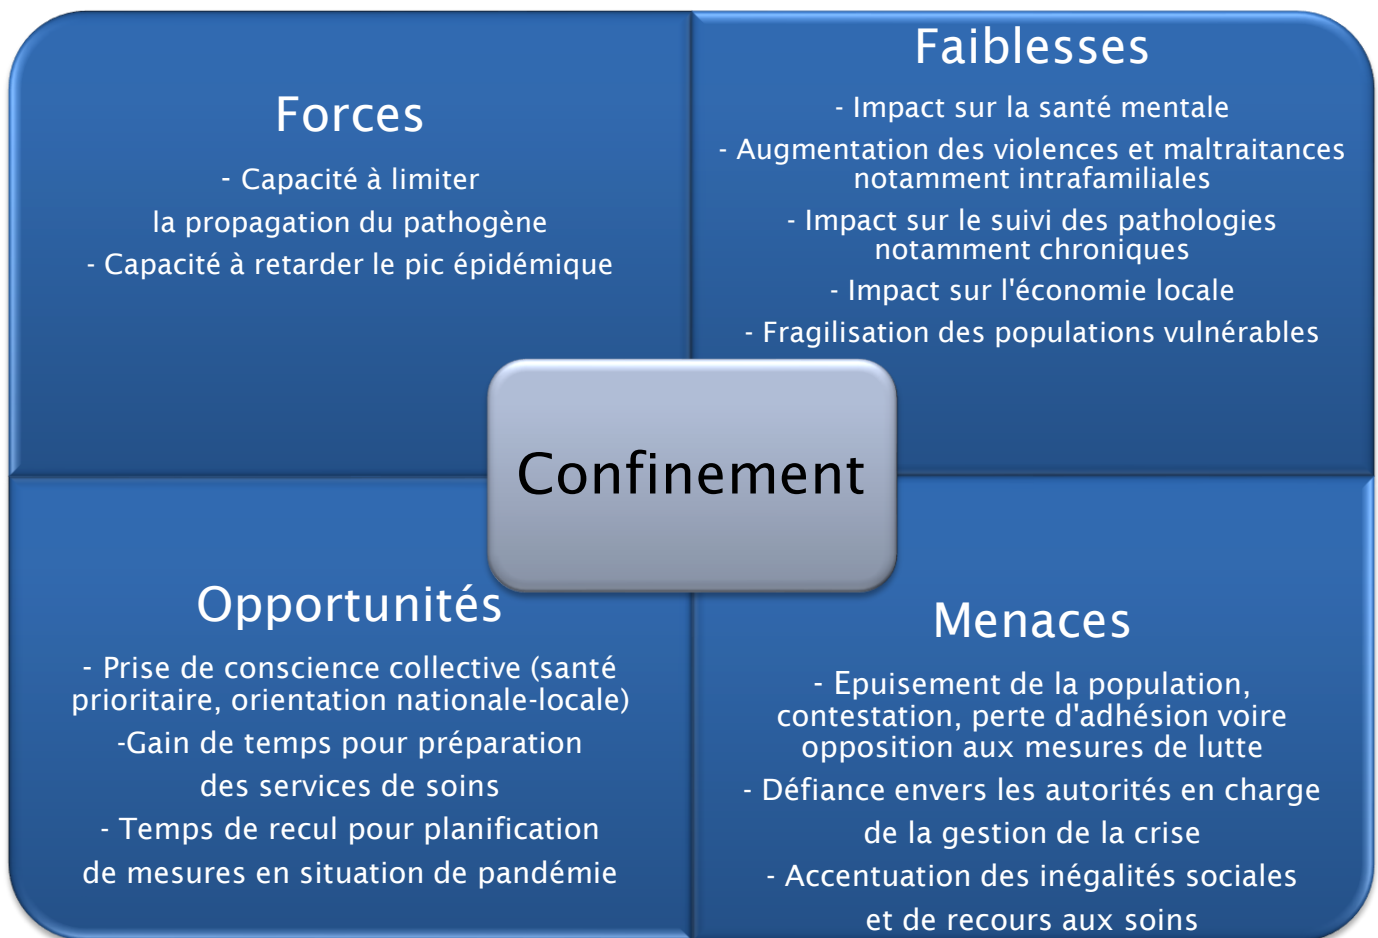 Forces
- Capacité à limiter
la propagation du pathogène
- Capacité à retarder le pic épidémique
Faiblesses
- Impact sur la santé mentale
- Augmentation des violences et maltraitances
notamment intrafamiliales
- Impact sur le suivi des pathologies
notamment chroniques
- Impact sur l'économie locale
- Fragilisation des populations vulnérables
Confinement
Opportunités
- Prise de conscience collective (santé
prioritaire, orientation nationale-locale)
-Gain de temps pour préparation
des services de soins
- Temps de recul pour planification
de mesures en situation de pandémie
Menaces
- Epuisement de la population,
contestation, perte d'adhésion voire
opposition aux mesures de lutte
- Défiance envers les autorités en charge
de la gestion de la crise
- Accentuation des inégalités sociales
et de recours aux soins